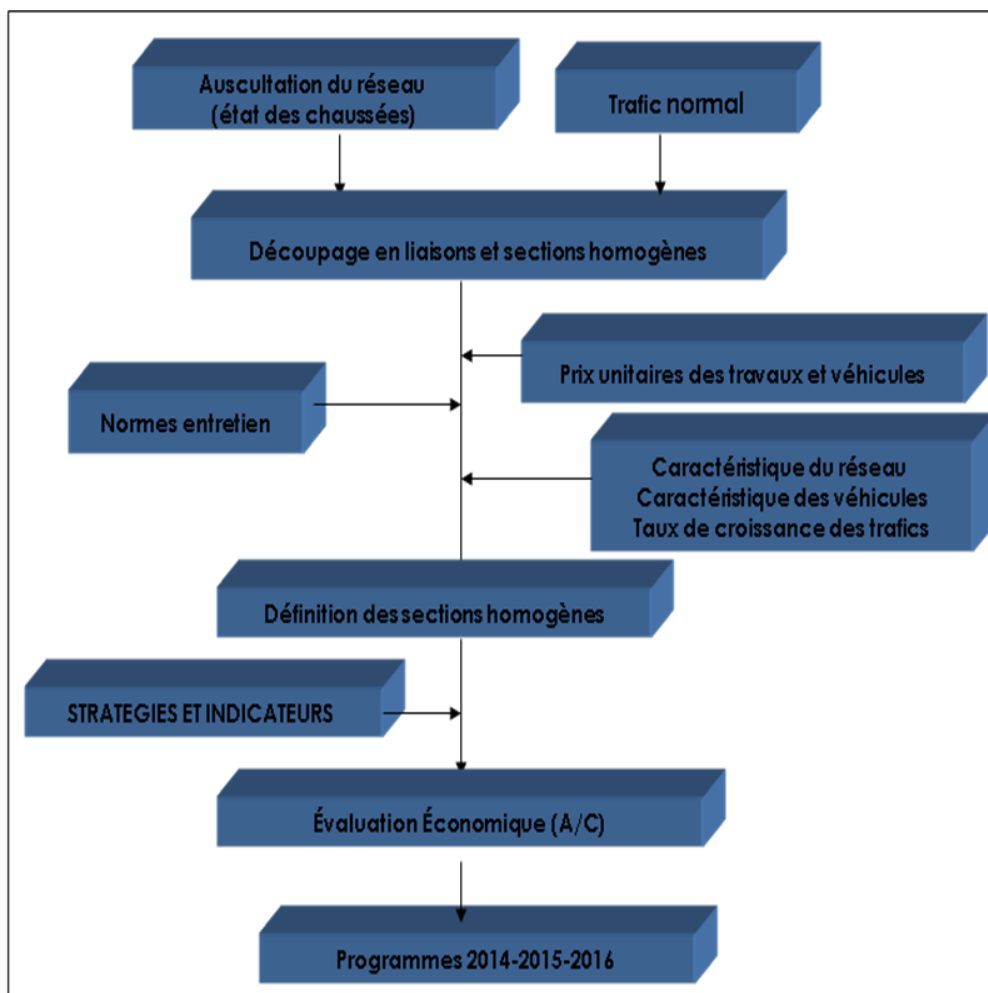 Auscultation du réseau
(état des chaussées)
Trafic normal
Découpage en liaisons et sections homogènes
Prix unitaires des travaux et véhicules
Normes entretien
Caractéristique du réseau
Caractéristique des véhicules
Taux de croissance des trafics
Définition des sections homogènes
STRATEGIES ET INDICATEURS
Évaluation Économique (A/C)
Programmes 2014-2015-2016